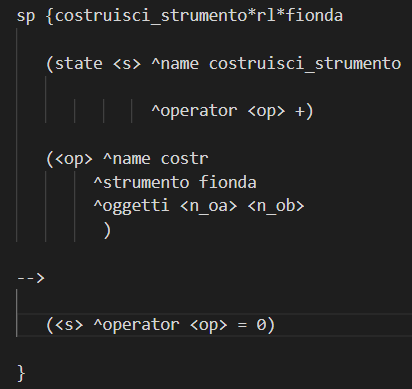 sp {costruisci_strumento*rl*fionda
(state <s> ^name costruisci_strumento
^operator <op> +)
(<op> ^name costr
^strumento fionda
^oggetti <n_oa> <n_ob>
)
-->
(<s> ^operator <op> = 0)
}